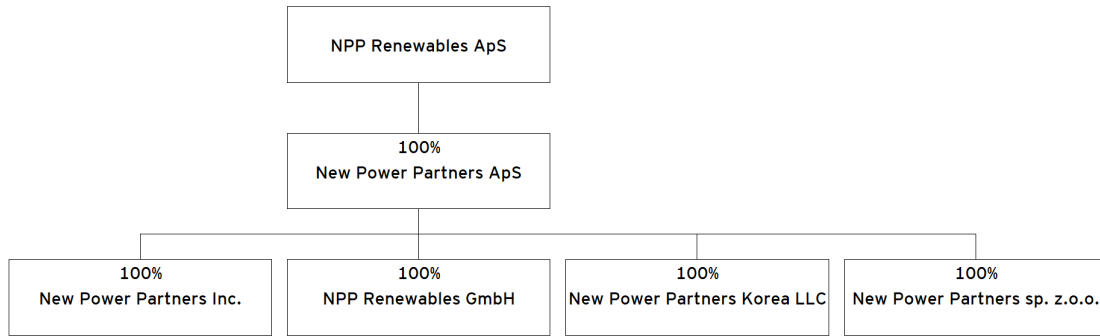 NPP Renewables ApS
100%
New Power Partners ApS
100%
New Power Partners Inc.
100%
NPP Renewables GmbH
100%
New Power Partners Korea LLC
100%
New Power Partners sp. z.o.o.